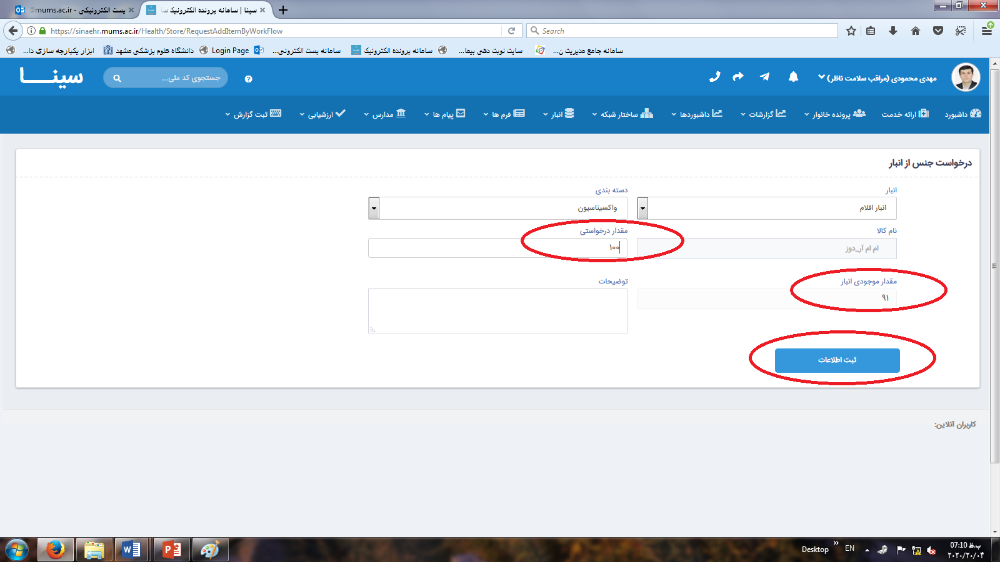 پست الکترونیکی - mums.ac.ir@
سینا | سامانه پرونده الکترونیک سا
https://sinaehr.mums.ac.ir/Health/Store/RequestAddItemByWorkFlow
Search
ابزار یکپارچه سازی دا...
دانشگاه علوم پزشکی مشهد
Login Page
سامانه پست الکترونی...
سامانه پرونده الکترونیک
سایت نوبت دهی بیما...
سامانه جامع مدیریت ن...
مهدی محمودی (مراقب سلامت ناظر)
جستجوی کد ملی...
سینا
داشبورد
ارائه خدمت
پرونده خانوار
گزارشات
داشبوردها
ساختار شبکه
انبار
فرم ها
پیام ها
مدارس
ارزشیابی
ثبت گزارش
درخواست جنس از انبار
انبار
انبار اقلام
دسته بندی
واکسیناسیون
نام کالا
ام ام آر_دوز
مقدار درخواستی
۱۰۰
مقدار موجودی انبار
۹۱
توضیحات
ثبت اطلاعات
کاربران آنلاین:
Desktop
EN
07:10 ب.ظ
۲۰۲۰/۲۰/۰۴